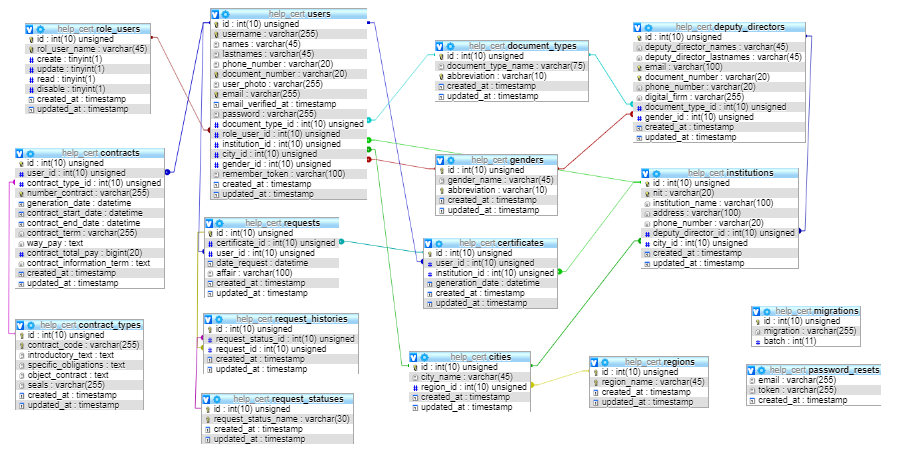 help_cert.role_users
id : int(10) unsigned
rol_user_name : varchar(45)
create : tinyint(1)
update : tinyint(1)
read : tinyint(1)
disable : tinyint(1)
created_at : timestamp
updated_at : timestamp
help_cert.users
id : int(10) unsigned
username : varchar(255)
names : varchar(45)
lastnames : varchar(45)
phone_number : varchar(20)
document_number : varchar(20)
user_photo : varchar(255)
email : varchar(255)
email_verified_at : timestamp
password : varchar(255)
document_type_id : int(10) unsigned
role_user_id : int(10) unsigned
institution_id : int(10) unsigned
city_id : int(10) unsigned
gender_id : int(10) unsigned
remember_token : varchar(100)
created_at : timestamp
updated_at : timestamp
help_cert.document_types
id : int(10) unsigned
document_type_name : varchar(75)
abbreviation : varchar(10)
created_at : timestamp
updated_at : timestamp
help_cert.deputy_directors
id : int(10) unsigned
deputy_director_names : varchar(45)
deputy_director_lastnames : varchar(45)
email : varchar(100)
document_number : varchar(20)
phone_number : varchar(20)
digital_firm : varchar(255)
document_type_id : int(10) unsigned
gender_id : int(10) unsigned
created_at : timestamp
updated_at : timestamp
help_cert.contracts
id : int(10) unsigned
user_id : int(10) unsigned
contract_type_id : int(10) unsigned
number_contract : varchar(255)
generation_date : datetime
contract_start_date : datetime
contract_end_date : datetime
contract_term : varchar(255)
way_pay : text
contract_total_pay : bigint(20)
contract_information_term : text
created_at : timestamp
updated_at : timestamp
help_cert.genders
id : int(10) unsigned
gender_name : varchar(45)
abbreviation : varchar(10)
created_at : timestamp
updated_at : timestamp
help_cert.institutions
id : int(10) unsigned
nit : varchar(20)
institution_name : varchar(100)
address : varchar(100)
phone_number : varchar(20)
deputy_director_id : int(10) unsigned
city_id : int(10) unsigned
created_at : timestamp
updated_at : timestamp
help_cert.requests
id : int(10) unsigned
certificate_id : int(10) unsigned
user_id : int(10) unsigned
date_request : datetime
affair : varchar(100)
created_at : timestamp
updated_at : timestamp
help_cert.certificates
id : int(10) unsigned
user_id : int(10) unsigned
institution_id : int(10) unsigned
generation_date : datetime
created_at : timestamp
updated_at : timestamp
help_cert.contract_types
id : int(10) unsigned
contract_code : varchar(255)
introductory_text : text
specific_obligations : text
object_contract : text
seals : varchar(255)
created_at : timestamp
updated_at : timestamp
help_cert.request_histories
id : int(10) unsigned
request_status_id : int(10) unsigned
request_id : int(10) unsigned
created_at : timestamp
updated_at : timestamp
help_cert.migrations
id : int(10) unsigned
migration : varchar(255)
batch : int(11)
help_cert.cities
id : int(10) unsigned
city_name : varchar(45)
region_id : int(10) unsigned
created_at : timestamp
updated_at : timestamp
help_cert.regions
id : int(10) unsigned
region_name : varchar(45)
created_at : timestamp
updated_at : timestamp
help_cert.password_resets
email : varchar(255)
token : varchar(255)
created_at : timestamp
help_cert.request_statuses
id : int(10) unsigned
request_status_name : varchar(30)
created_at : timestamp
updated_at : timestamp